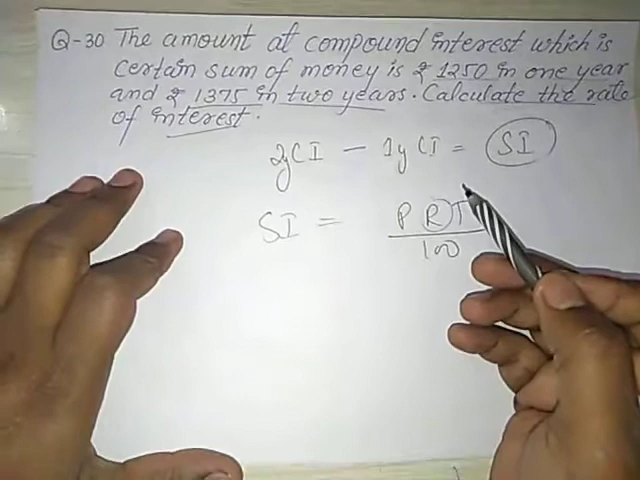 Q-30 The amount at compound interest which is
certain sum of money is ₹ 1250 in one year
and ₹ 1375 in two years. Calculate the rate
of interest.
2y CI - 1y CI = SI
SI = P R T
100